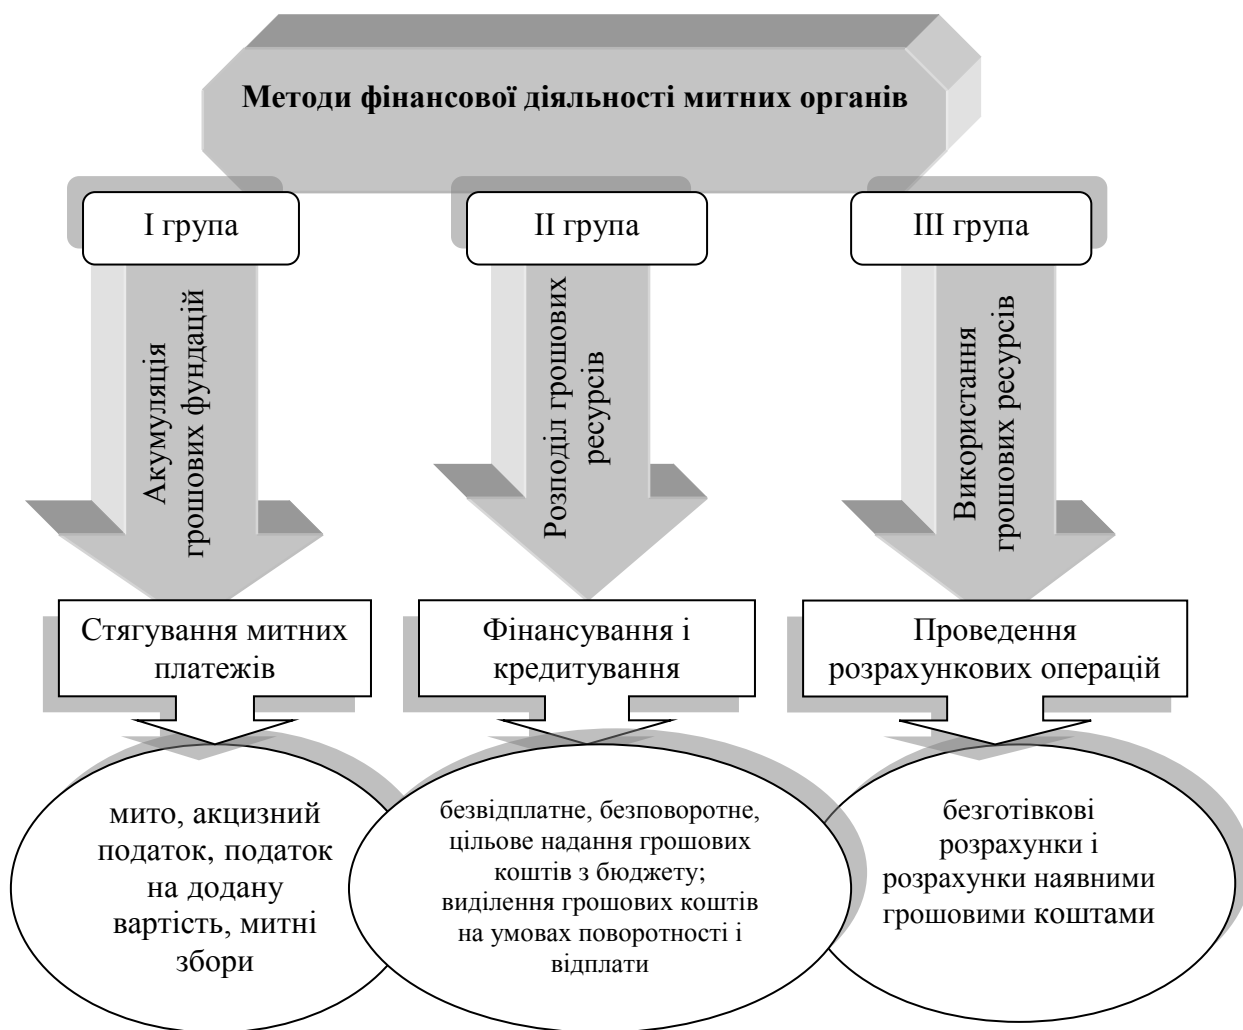 Методи фінансової діяльності митних органів
І група
ІІ група
ІІІ група
Акумуляція
грошових фундацій
Розподіл грошових
ресурсів
Використання
грошових ресурсів
Стягування митних
платежів
Фінансування і
кредитування
Проведення
розрахункових операцій
мито, акцизний
податок, податок
на додану
вартість, митні
збори
безвідплатне, безповоротне,
цільове надання грошових
коштів з бюджету;
виділення грошових коштів
на умовах поворотності і
відплати
безготівкові
розрахунки і
розрахунки наявними
грошовими коштами